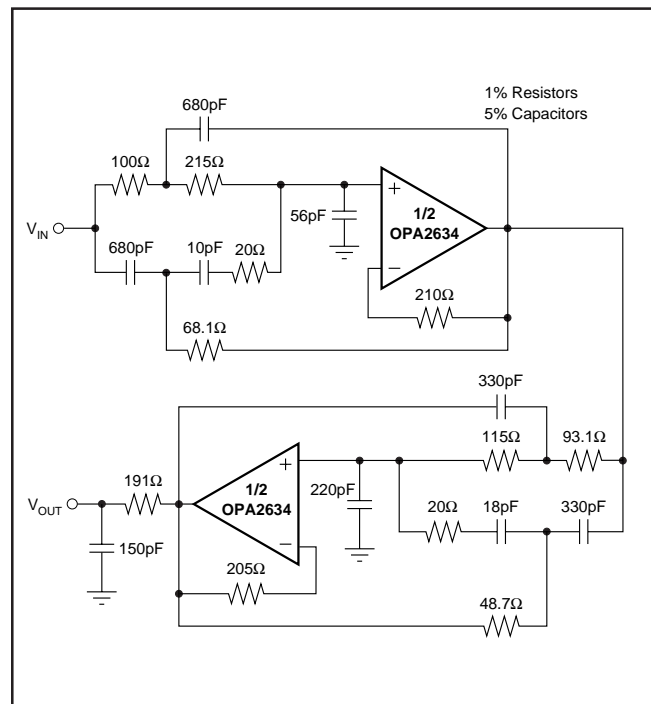 1% Resistors
5% Capacitors
680pF
100Ω
215Ω
+
1/2
OPA2634
−
56pF
V_IN
680pF
10pF
20Ω
210Ω
68.1Ω
330pF
115Ω
93.1Ω
191Ω
+
1/2
OPA2634
−
220pF
V_OUT
20Ω
18pF
330pF
150pF
205Ω
48.7Ω